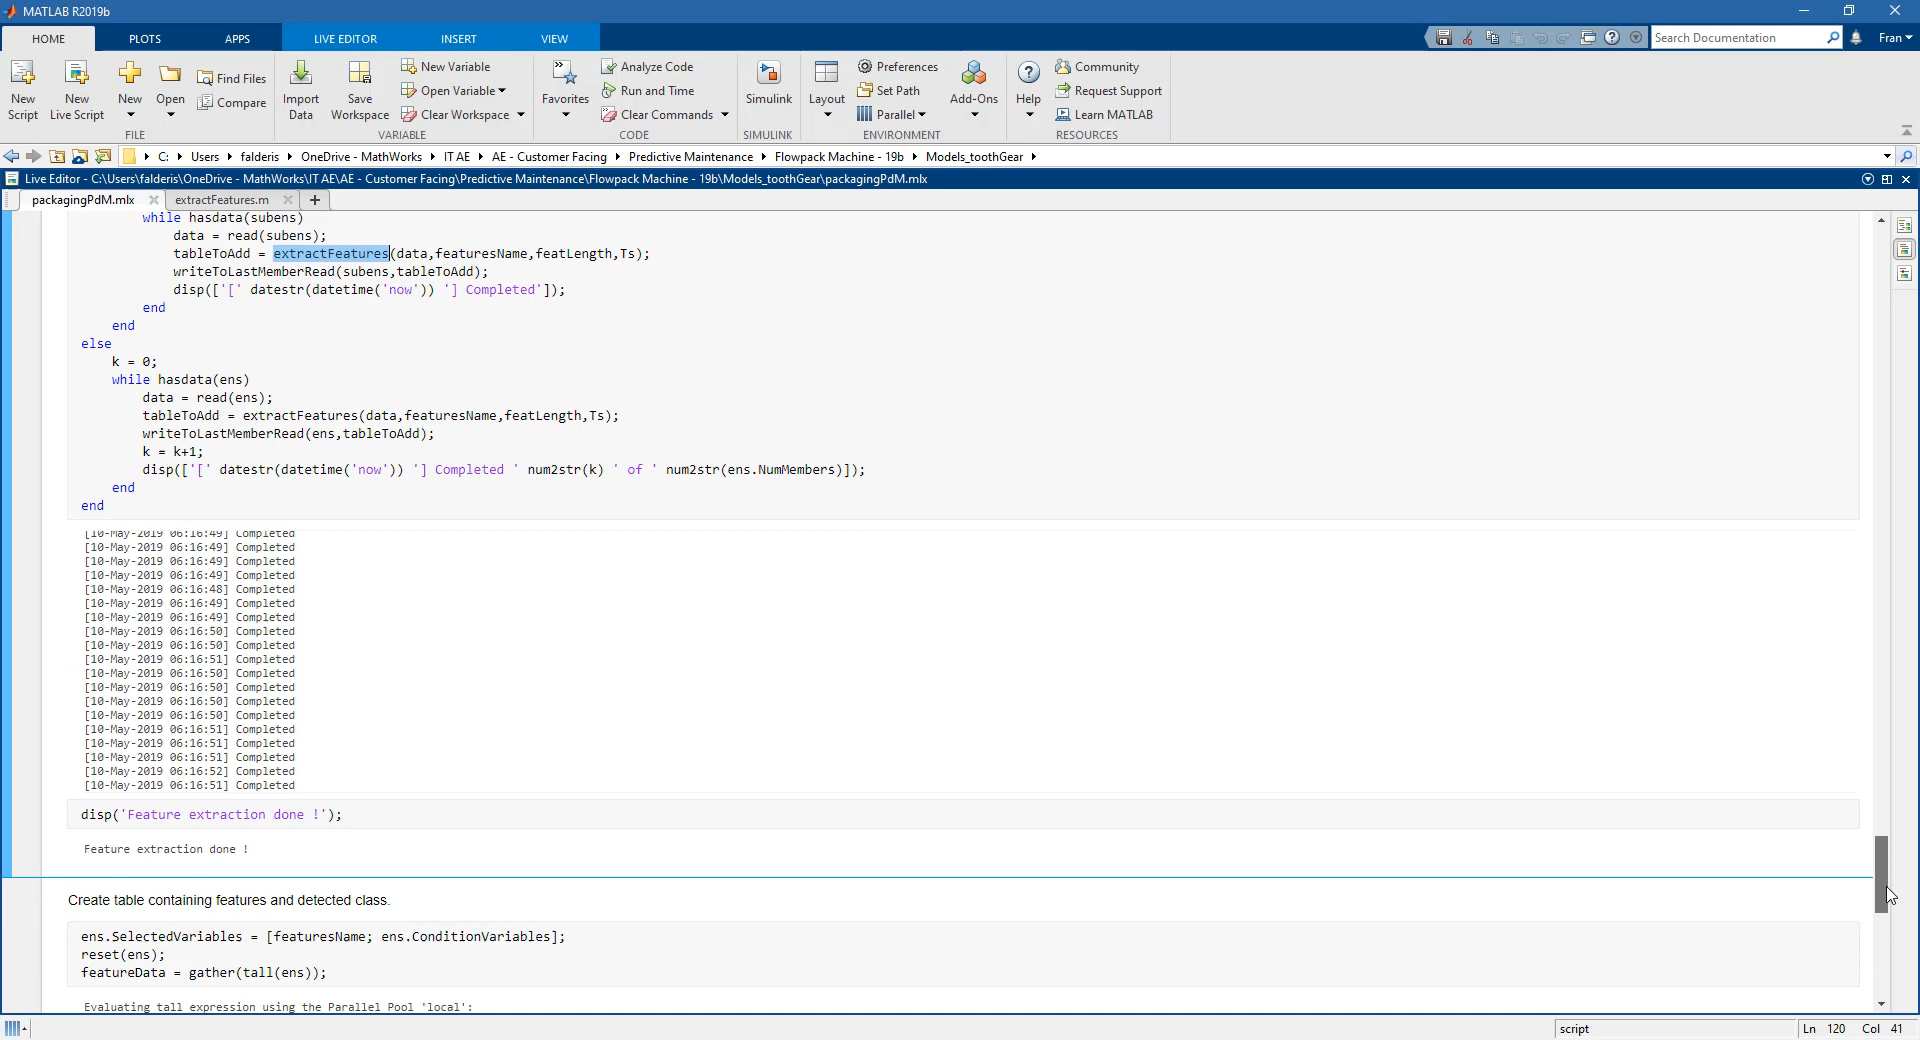 MATLAB R2019b
HOME PLOTS APPS LIVE EDITOR INSERT VIEW
Search Documentation
Fran
New Script
New Live Script
New
Open
Find Files
Compare
FILE
Import Data
Save Workspace
New Variable
Open Variable
Clear Workspace
VARIABLE
Favorites
Analyze Code
Run and Time
Clear Commands
CODE
Simulink
SIMULINK
Layout
Preferences
Set Path
Parallel
Add-Ons
ENVIRONMENT
Help
Community
Request Support
Learn MATLAB
RESOURCES
C: Users falderis OneDrive - MathWorks IT AE AE - Customer Facing Predictive Maintenance Flowpack Machine - 19b Models_toothGear
Live Editor - C:\Users\falderis\OneDrive - MathWorks\IT AE\AE - Customer Facing\Predictive Maintenance\Flowpack Machine - 19b\Models_toothGear\packagingPdM.mlx
packagingPdM.mlx extractFeatures.m
while hasdata(subens)
data = read(subens);
tableToAdd = extractFeatures(data,featuresName,featLength,Ts);
writeToLastMemberRead(subens,tableToAdd);
disp(['[' datestr(datetime('now')) '] Completed']);
end
end
else
k = 0;
while hasdata(ens)
data = read(ens);
tableToAdd = extractFeatures(data,featuresName,featLength,Ts);
writeToLastMemberRead(ens,tableToAdd);
k = k+1;
disp(['[' datestr(datetime('now')) '] Completed ' num2str(k) ' of ' num2str(ens.NumMembers)]);
end
end
[10-May-2019 06:16:49] Completed
[10-May-2019 06:16:49] Completed
[10-May-2019 06:16:49] Completed
[10-May-2019 06:16:49] Completed
[10-May-2019 06:16:48] Completed
[10-May-2019 06:16:49] Completed
[10-May-2019 06:16:49] Completed
[10-May-2019 06:16:50] Completed
[10-May-2019 06:16:50] Completed
[10-May-2019 06:16:51] Completed
[10-May-2019 06:16:50] Completed
[10-May-2019 06:16:50] Completed
[10-May-2019 06:16:50] Completed
[10-May-2019 06:16:50] Completed
[10-May-2019 06:16:51] Completed
[10-May-2019 06:16:51] Completed
[10-May-2019 06:16:51] Completed
[10-May-2019 06:16:52] Completed
[10-May-2019 06:16:51] Completed
disp('Feature extraction done !');
Feature extraction done !
Create table containing features and detected class.
ens.SelectedVariables = [featuresName; ens.ConditionVariables];
reset(ens);
featureData = gather(tall(ens));
Evaluating tall expression using the Parallel Pool 'local':
script
Ln 120 Col 41